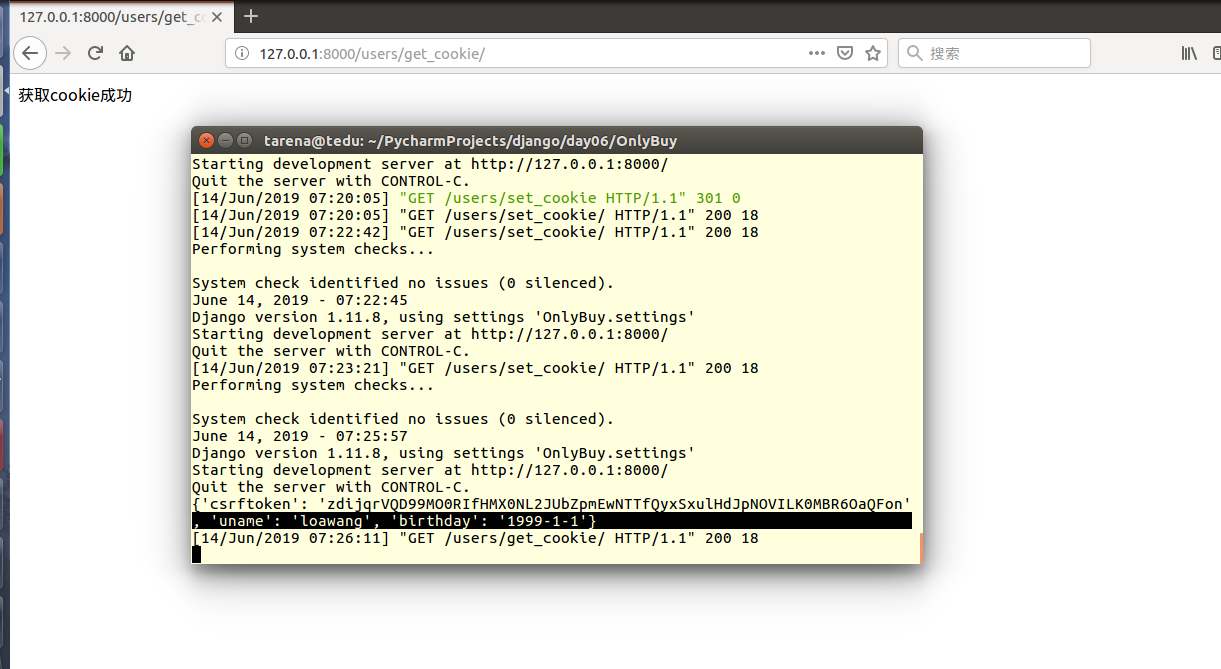 127.0.0.1:8000/users/get_co
127.0.0.1:8000/users/get_cookie/
搜索
获取cookie成功
tarena@tedu: ~/PycharmProjects/django/day06/OnlyBuy
Starting development server at http://127.0.0.1:8000/
Quit the server with CONTROL-C.
[14/Jun/2019 07:20:05] "GET /users/set_cookie HTTP/1.1" 301 0
[14/Jun/2019 07:20:05] "GET /users/set_cookie/ HTTP/1.1" 200 18
[14/Jun/2019 07:22:42] "GET /users/set_cookie/ HTTP/1.1" 200 18
Performing system checks...
System check identified no issues (0 silenced).
June 14, 2019 - 07:22:45
Django version 1.11.8, using settings 'OnlyBuy.settings'
Starting development server at http://127.0.0.1:8000/
Quit the server with CONTROL-C.
[14/Jun/2019 07:23:21] "GET /users/set_cookie/ HTTP/1.1" 200 18
Performing system checks...
System check identified no issues (0 silenced).
June 14, 2019 - 07:25:57
Django version 1.11.8, using settings 'OnlyBuy.settings'
Starting development server at http://127.0.0.1:8000/
Quit the server with CONTROL-C.
{'csrftoken': 'zdijqrVQD99MO0RIfHMX0NL2JUbZpmEwNTTfQyxSxulHdJpNOVILK0MBR6OaQFon'
, 'uname': 'loawang', 'birthday': '1999-1-1'}
[14/Jun/2019 07:26:11] "GET /users/get_cookie/ HTTP/1.1" 200 18